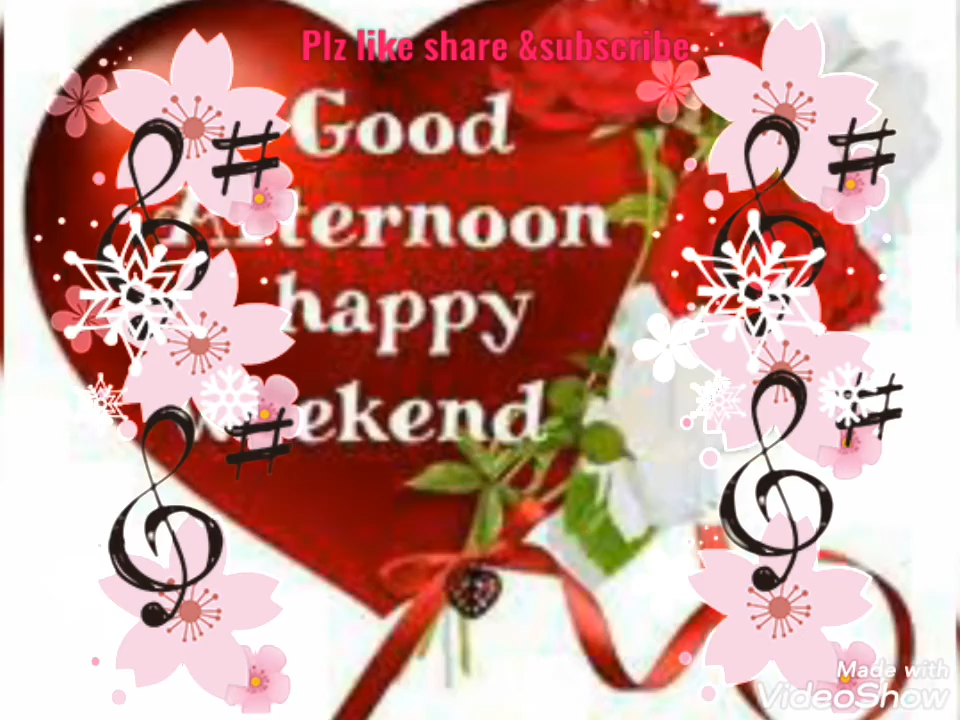 Plz like share &subscribe
Good
Afternoon
happy
weekend
Made with
VideoShow